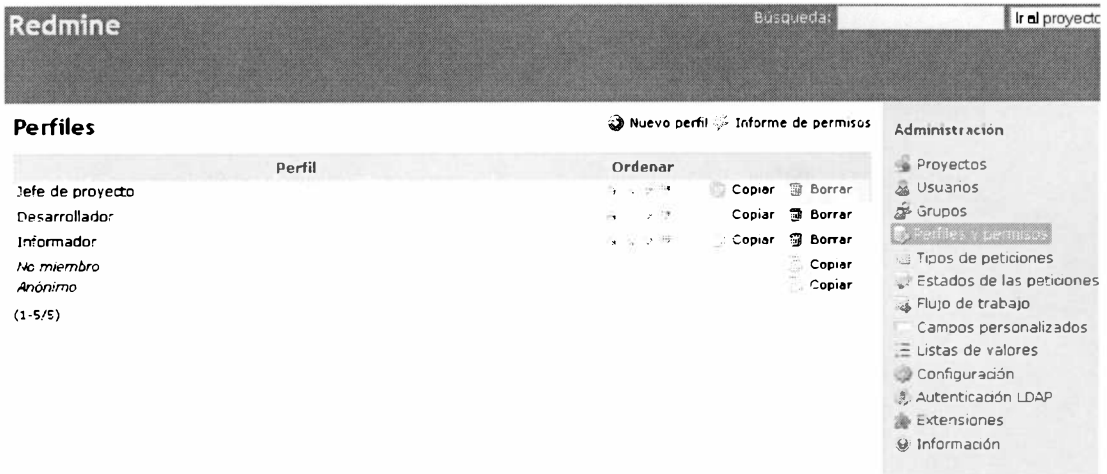 Redmine
Búsqueda:
Ir al proyecto
Perfiles
Nuevo perfil Informe de permisos
Perfil Ordenar
Jefe de proyecto Copiar Borrar
Desarrollador Copiar Borrar
Informador Copiar Borrar
No miembro Copiar
Anónimo Copiar
(1-5/5)
Administración
Proyectos
Usuarios
Grupos
Perfiles y permisos
Tipos de peticiones
Estados de las peticiones
Flujo de trabajo
Campos personalizados
Listas de valores
Configuración
Autenticación LDAP
Extensiones
Información